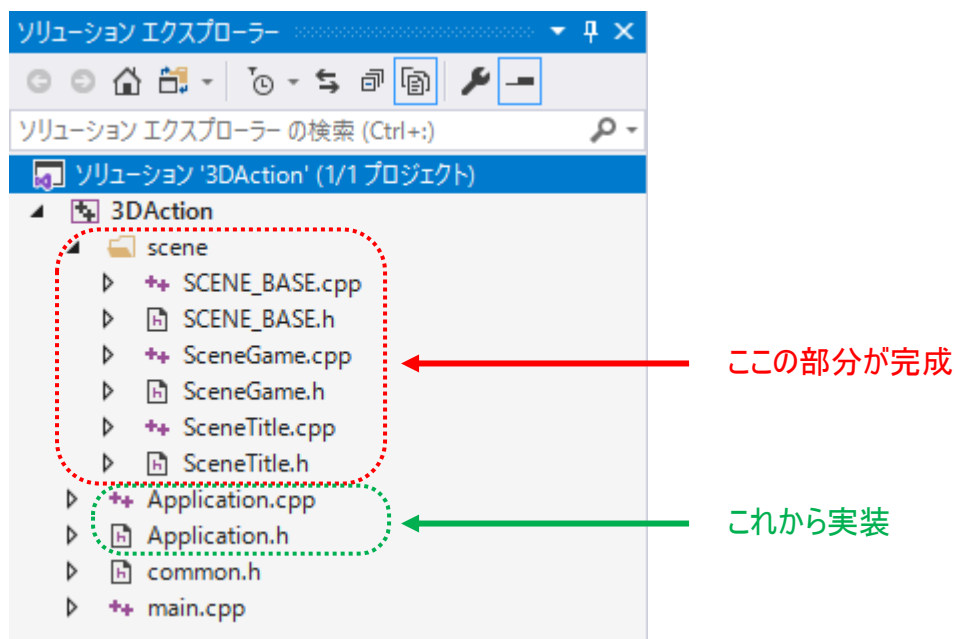 ソリューション エクスプローラー
ソリューション エクスプローラー の検索 (Ctrl+:)
ソリューション '3DAction' (1/1 プロジェクト)
3DAction
scene
SCENE_BASE.cpp
SCENE_BASE.h
SceneGame.cpp
ここの部分が完成
SceneGame.h
SceneTitle.cpp
SceneTitle.h
Application.cpp
これから実装
Application.h
common.h
main.cpp